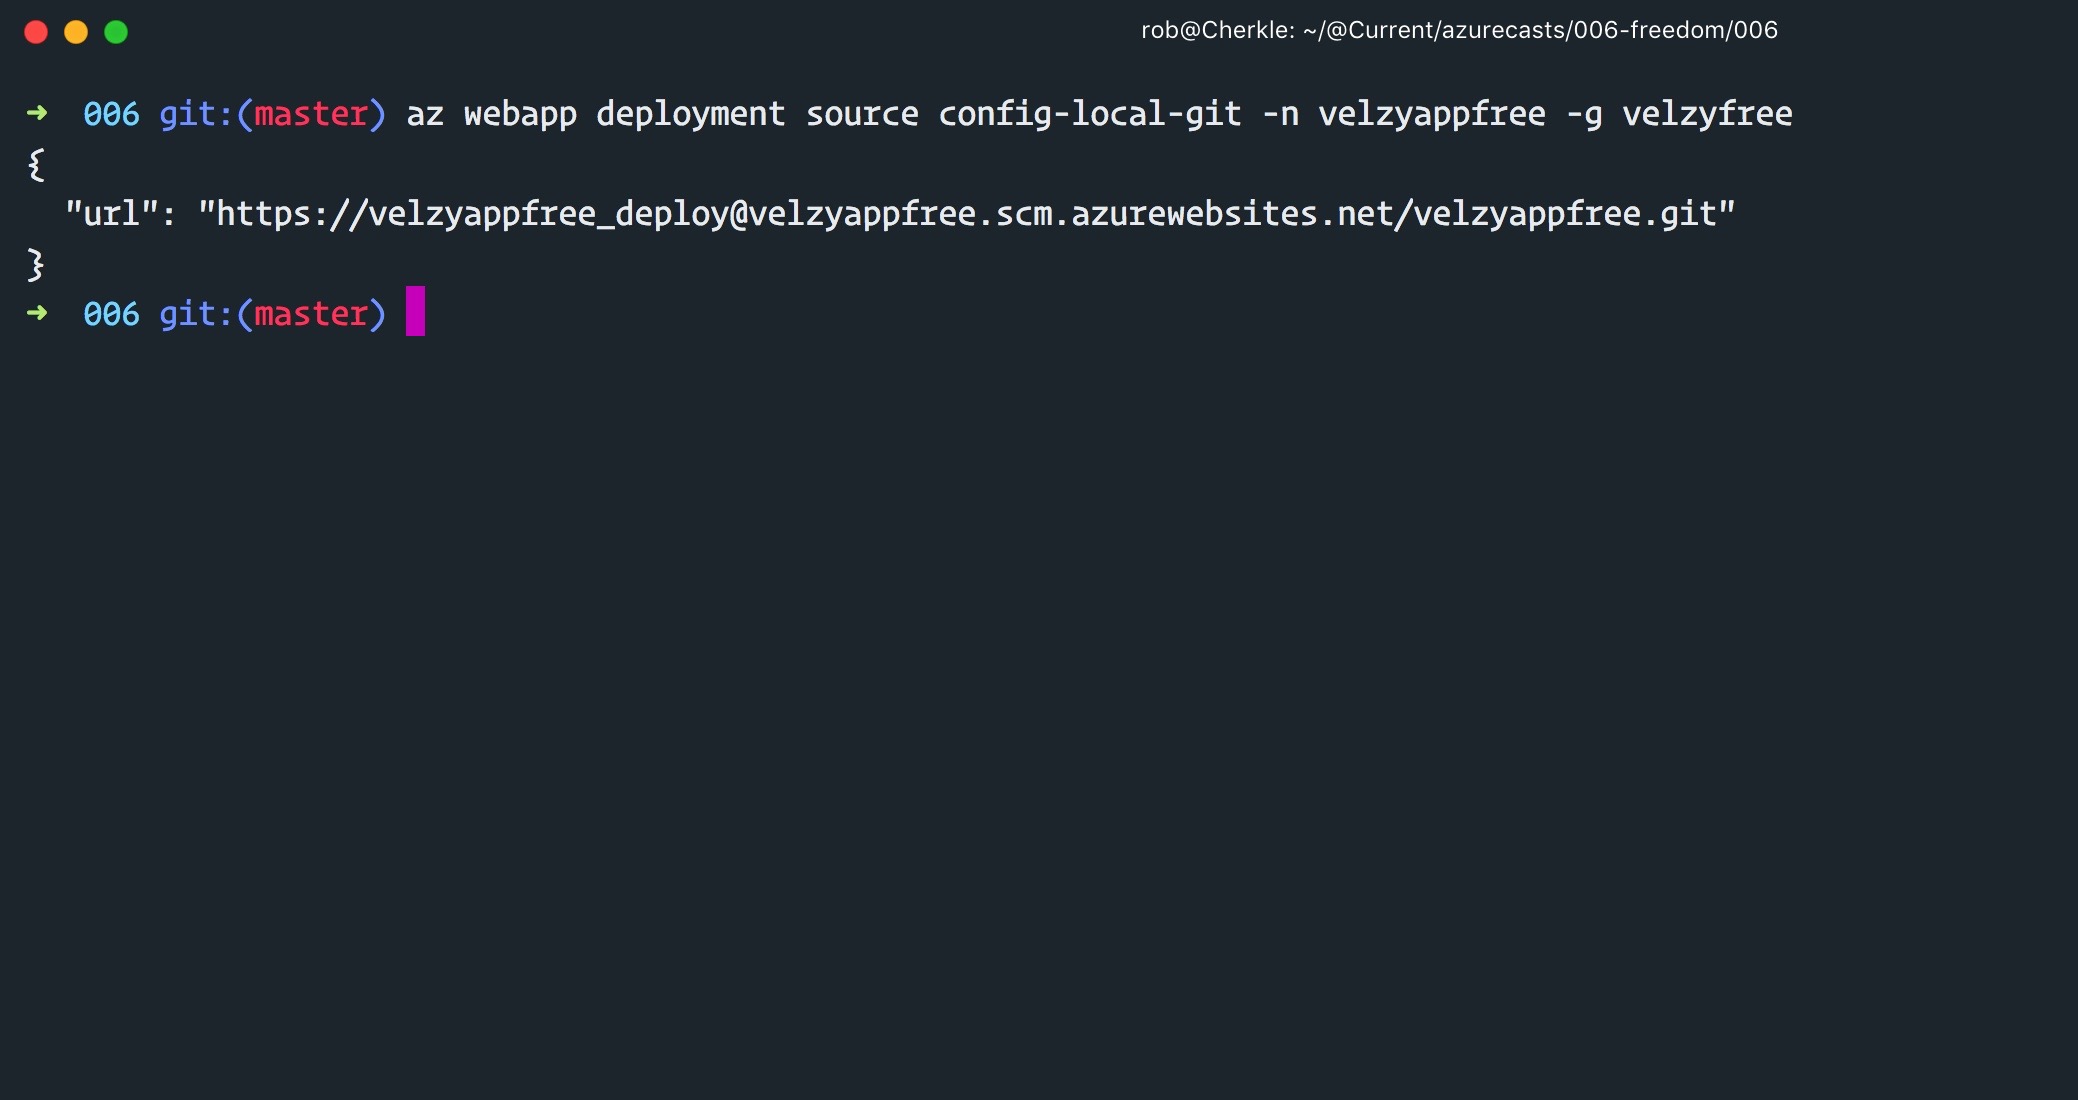 rob@Cherkle: ~/@Current/azurecasts/006-freedom/006
➜  006 git:(master) az webapp deployment source config-local-git -n velzyappfree -g velzyfree
{
  "url": "https://velzyappfree_deploy@velzyappfree.scm.azurewebsites.net/velzyappfree.git"
}
➜  006 git:(master)